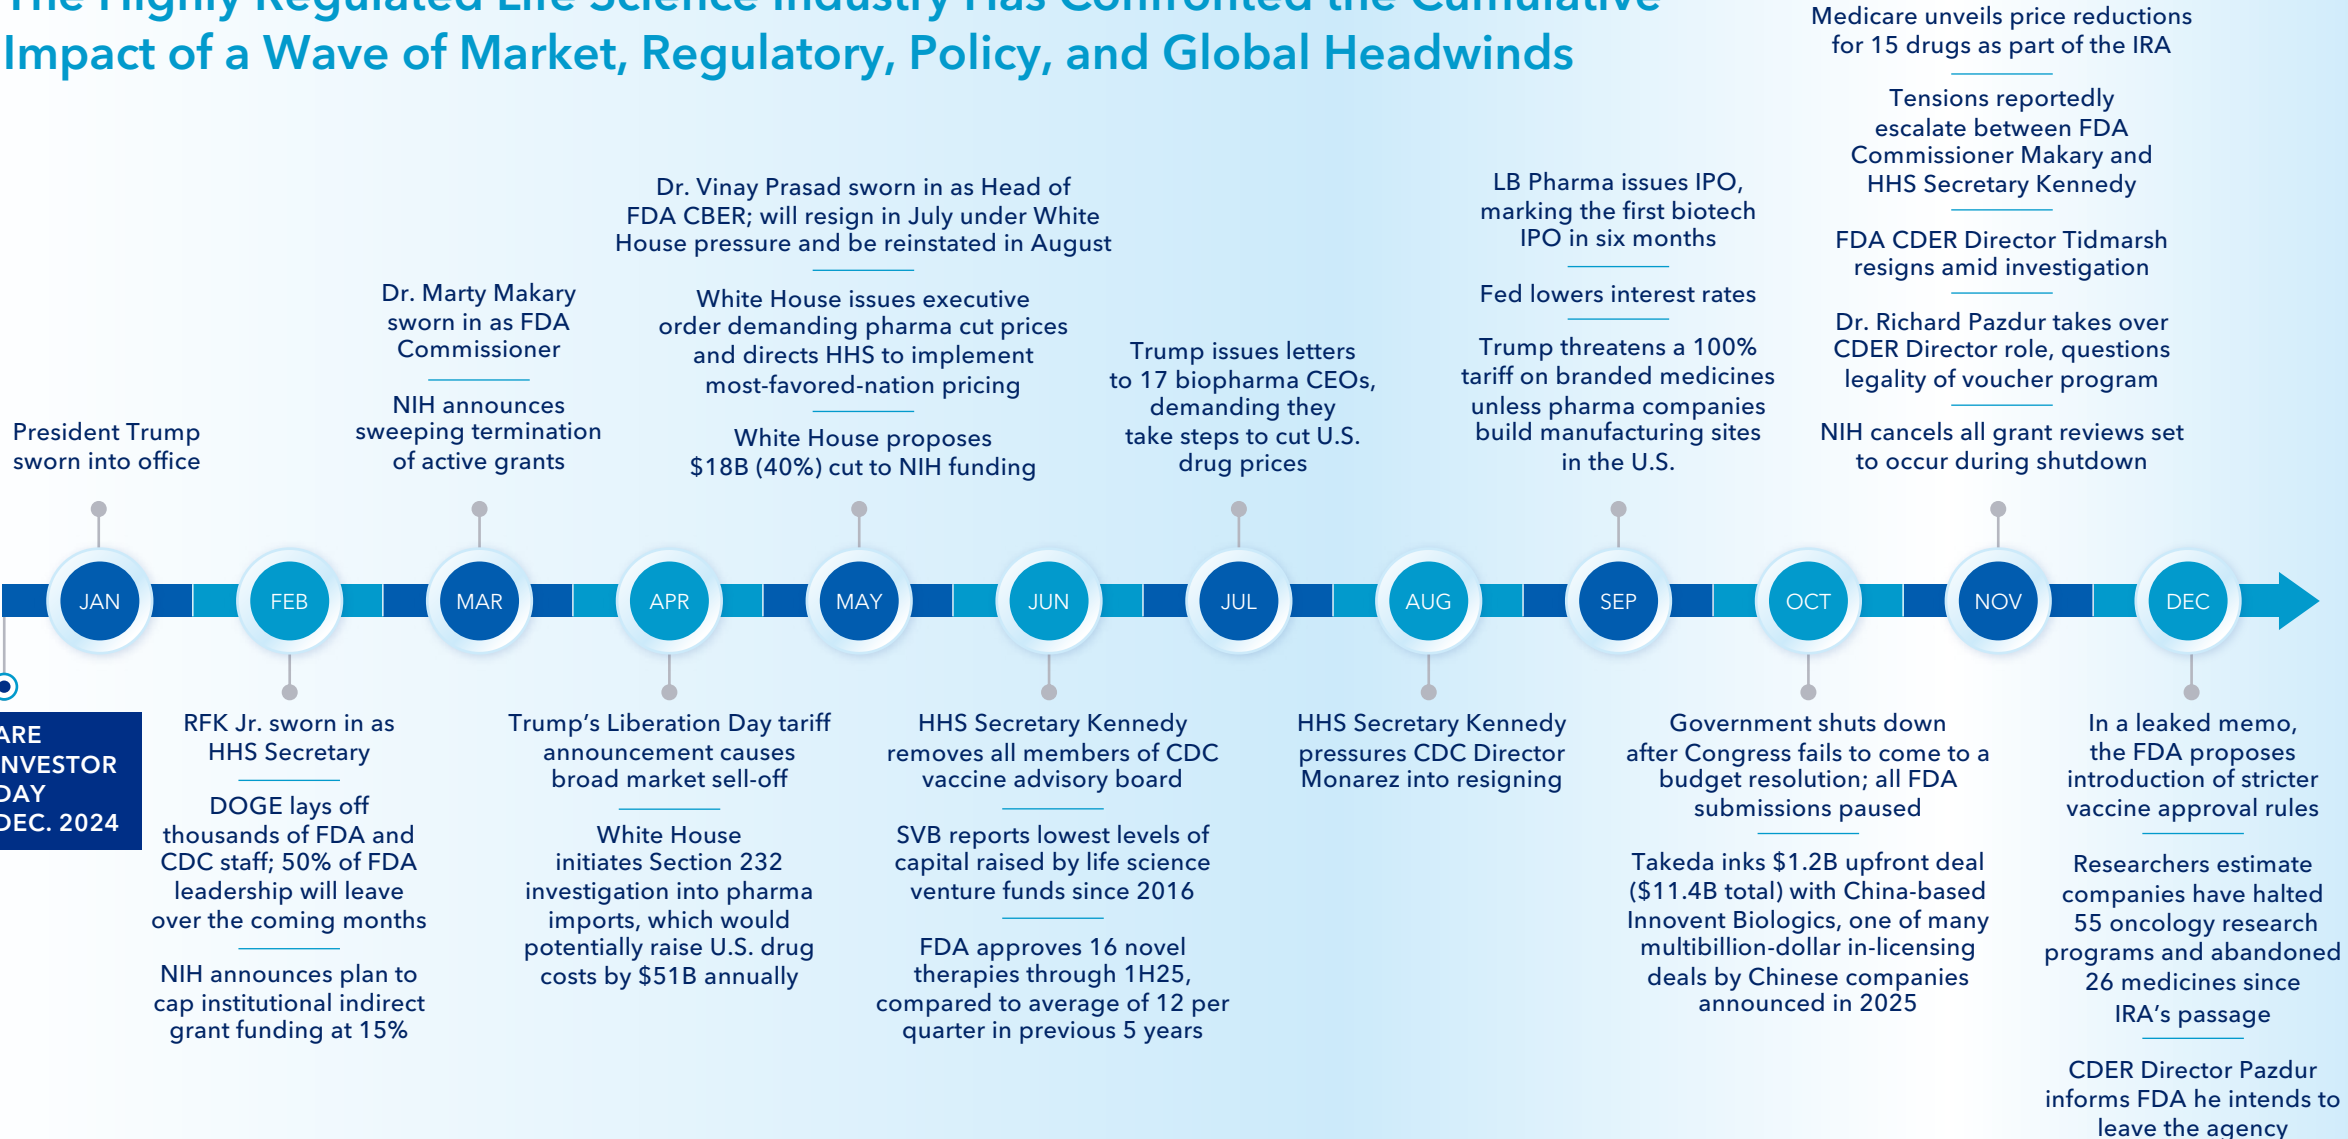 The Highly Regulated Life Science Industry Has Confronted the Cumulative
Impact of a Wave of Market, Regulatory, Policy, and Global Headwinds
President Trump
sworn into office
Dr. Marty Makary
sworn in as FDA
Commissioner
NIH announces
sweeping termination
of active grants
Dr. Vinay Prasad sworn in as Head of
FDA CBER; will resign in July under White
House pressure and be reinstated in August
White House issues executive
order demanding pharma cut prices
and directs HHS to implement
most-favored-nation pricing
White House proposes
$18B (40%) cut to NIH funding
Trump issues letters
to 17 biopharma CEOs,
demanding they
take steps to cut U.S.
drug prices
LB Pharma issues IPO,
marking the first biotech
IPO in six months
Fed lowers interest rates
Trump threatens a 100%
tariff on branded medicines
unless pharma companies
build manufacturing sites
in the U.S.
Medicare unveils price reductions
for 15 drugs as part of the IRA
Tensions reportedly
escalate between FDA
Commissioner Makary and
HHS Secretary Kennedy
FDA CDER Director Tidmarsh
resigns amid investigation
Dr. Richard Pazdur takes over
CDER Director role, questions
legality of voucher program
NIH cancels all grant reviews set
to occur during shutdown
JAN
FEB
MAR
APR
MAY
JUN
JUL
AUG
SEP
OCT
NOV
DEC
ARE
INVESTOR
DAY
DEC. 2024
RFK Jr. sworn in as
HHS Secretary
DOGE lays off
thousands of FDA and
CDC staff; 50% of FDA
leadership will leave
over the coming months
NIH announces plan to
cap institutional indirect
grant funding at 15%
Trump’s Liberation Day tariff
announcement causes
broad market sell-off
White House
initiates Section 232
investigation into pharma
imports, which would
potentially raise U.S. drug
costs by $51B annually
HHS Secretary Kennedy
removes all members of CDC
vaccine advisory board
SVB reports lowest levels of
capital raised by life science
venture funds since 2016
FDA approves 16 novel
therapies through 1H25,
compared to average of 12 per
quarter in previous 5 years
HHS Secretary Kennedy
pressures CDC Director
Monarez into resigning
Government shuts down
after Congress fails to come to a
budget resolution; all FDA
submissions paused
Takeda inks $1.2B upfront deal
($11.4B total) with China-based
Innovent Biologics, one of many
multibillion-dollar in-licensing
deals by Chinese companies
announced in 2025
In a leaked memo,
the FDA proposes
introduction of stricter
vaccine approval rules
Researchers estimate
companies have halted
55 oncology research
programs and abandoned
26 medicines since
IRA’s passage
CDER Director Pazdur
informs FDA he intends to
leave the agency